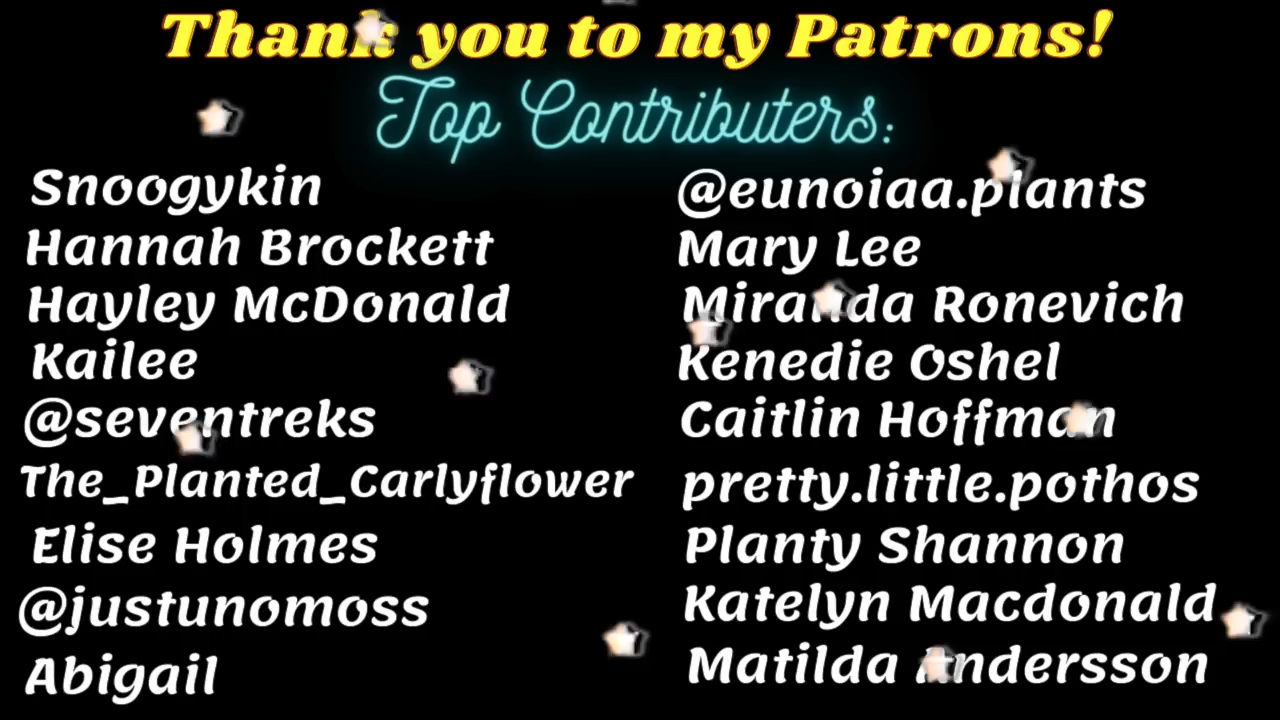 Thank you to my Patrons!
Top Contributers:
Snoogykin
Hannah Brockett
Hayley McDonald
Kailee
@seventreks
The_Planted_Carlyflower
Elise Holmes
@justunomoss
Abigail
@eunoiaa.plants
Mary Lee
Miranda Ronevich
Kenedie Oshel
Caitlin Hoffman
pretty.little.pothos
Planty Shannon
Katelyn Macdonald
Matilda Andersson